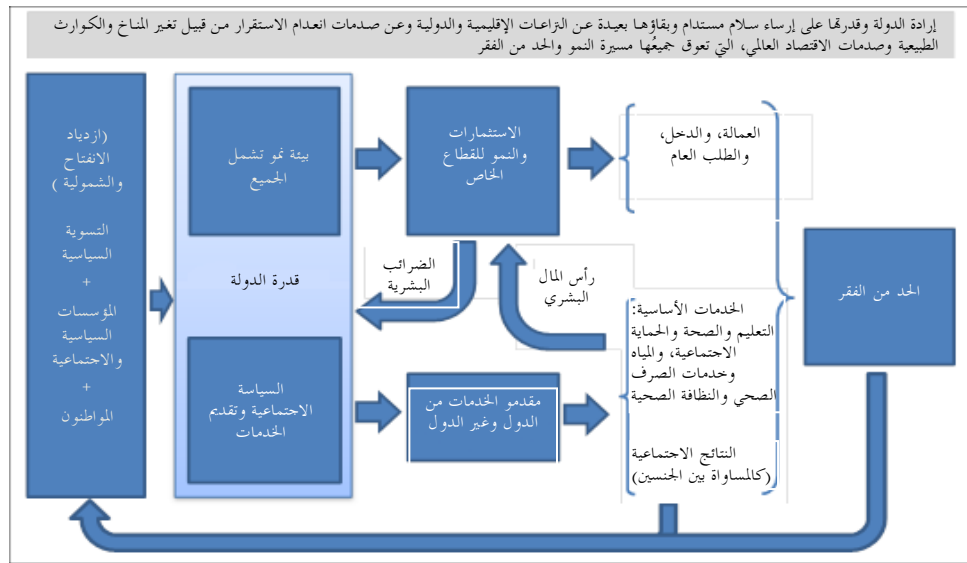 إرادة الدولة وقدرتها على إرساء سلام مستدام وبقاؤها بعيدة عن النزاعات الإقليمية والدولية وعن صدمات انعدام الاستقرار من قبيل تغير المناخ والكوارث
الطبيعية وصدمات الاقتصاد العالمي، التي تعوق جميعُها مسيرة النمو والحد من الفقر
(ازدياد
الانفتاح
والشمولية )
التسوية
السياسية
+
المؤسسات
السياسية
والاجتماعية
+
المواطنون
بيئة نمو تشمل
الجميع
قدرة الدولة
السياسة
الاجتماعية وتقديم
الخدمات
الاستثمارات
والنمو للقطاع
الخاص
الضرائب
البشرية
رأس المال
البشري
مقدمو الخدمات من
الدول وغير الدول
العمالة، والدخل،
والطلب العام
الخدمات الأساسية:
التعليم والصحة والحماية
الاجتماعية، والمياه
وخدمات الصرف
الصحي والنظافة الصحية
النتائج الاجتماعية
(كالمساواة بين الجنسين)
الحد من الفقر